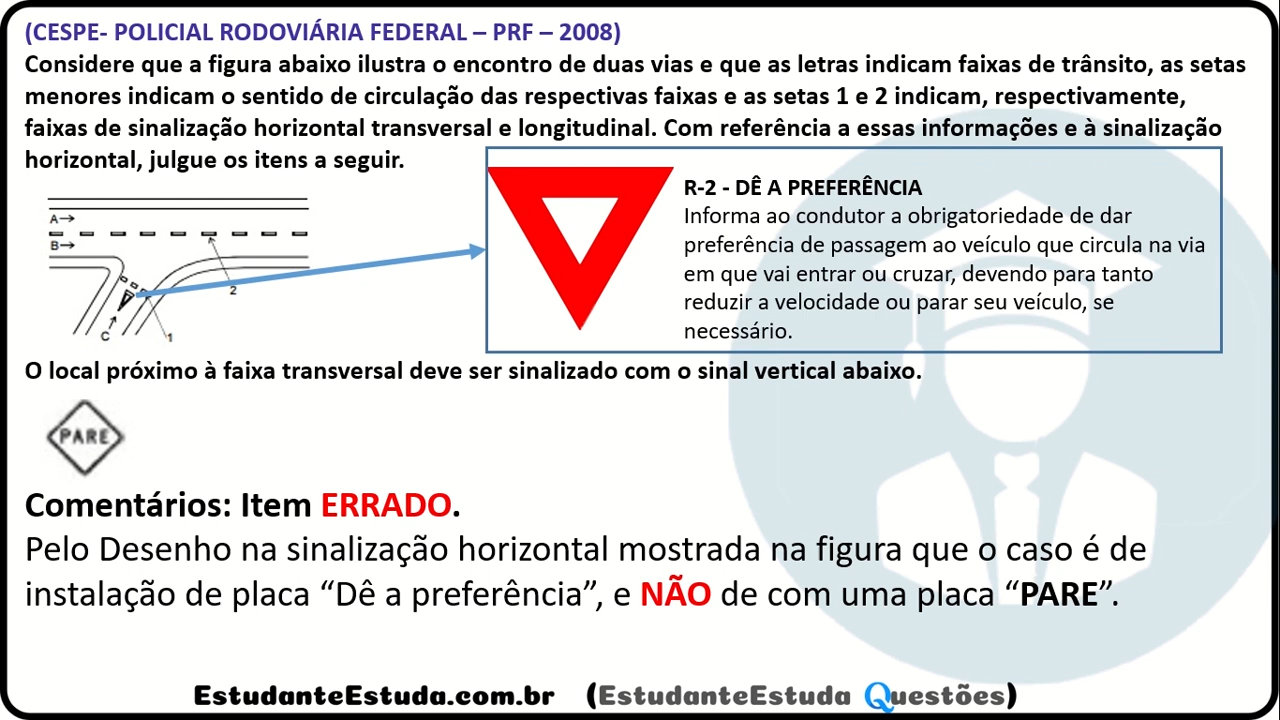 (CESPE- POLICIAL RODOVIÁRIA FEDERAL – PRF – 2008)
Considere que a figura abaixo ilustra o encontro de duas vias e que as letras indicam faixas de trânsito, as setas
menores indicam o sentido de circulação das respectivas faixas e as setas 1 e 2 indicam, respectivamente,
faixas de sinalização horizontal transversal e longitudinal. Com referência a essas informações e à sinalização
horizontal, julgue os itens a seguir.
A
B
2
C
1
R-2 - DÊ A PREFERÊNCIA
Informa ao condutor a obrigatoriedade de dar
preferência de passagem ao veículo que circula na via
em que vai entrar ou cruzar, devendo para tanto
reduzir a velocidade ou parar seu veículo, se
necessário.
O local próximo à faixa transversal deve ser sinalizado com o sinal vertical abaixo.
PARE
Comentários: Item ERRADO.
Pelo Desenho na sinalização horizontal mostrada na figura que o caso é de
instalação de placa “Dê a preferência”, e NÃO de com uma placa “PARE”.
EstudanteEstuda.com.br (EstudanteEstuda Questões)